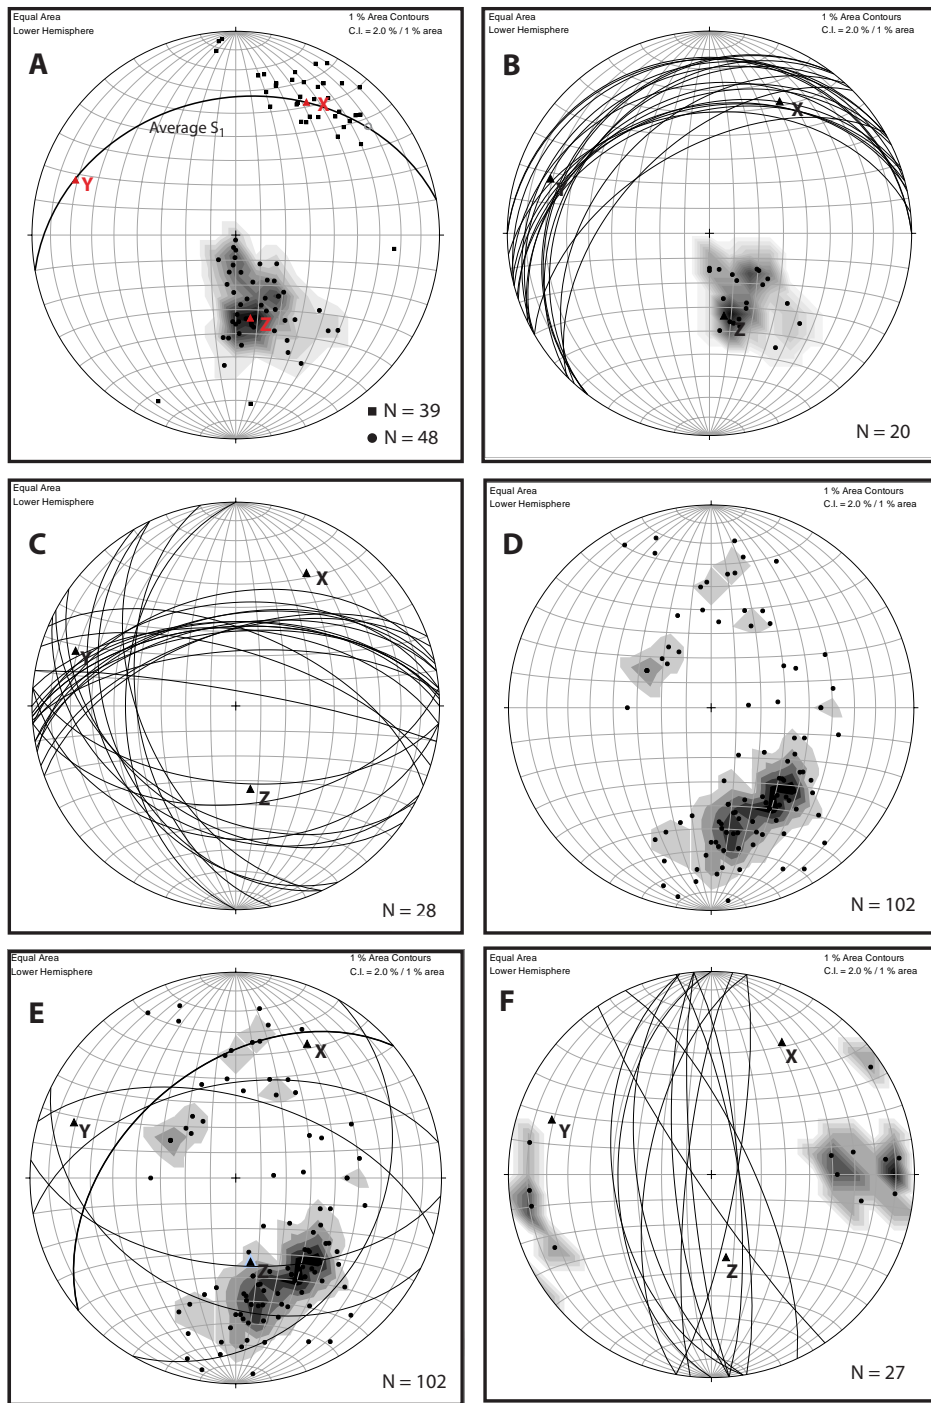 Equal Area
Lower Hemisphere
1 % Area Contours
C.I. = 2.0 % / 1 % area
A
X
Average S1
Y
Z
N = 39
N = 48
Equal Area
Lower Hemisphere
1 % Area Contours
C.I. = 2.0 % / 1 % area
B
X
Y
Z
N = 20
Equal Area
Lower Hemisphere
C
X
Y
Z
N = 28
Equal Area
Lower Hemisphere
1 % Area Contours
C.I. = 2.0 % / 1 % area
D
N = 102
Equal Area
Lower Hemisphere
1 % Area Contours
C.I. = 2.0 % / 1 % area
E
X
Y
Z
N = 102
Equal Area
Lower Hemisphere
1 % Area Contours
C.I. = 2.0 % / 1 % area
F
X
Y
Z
N = 27